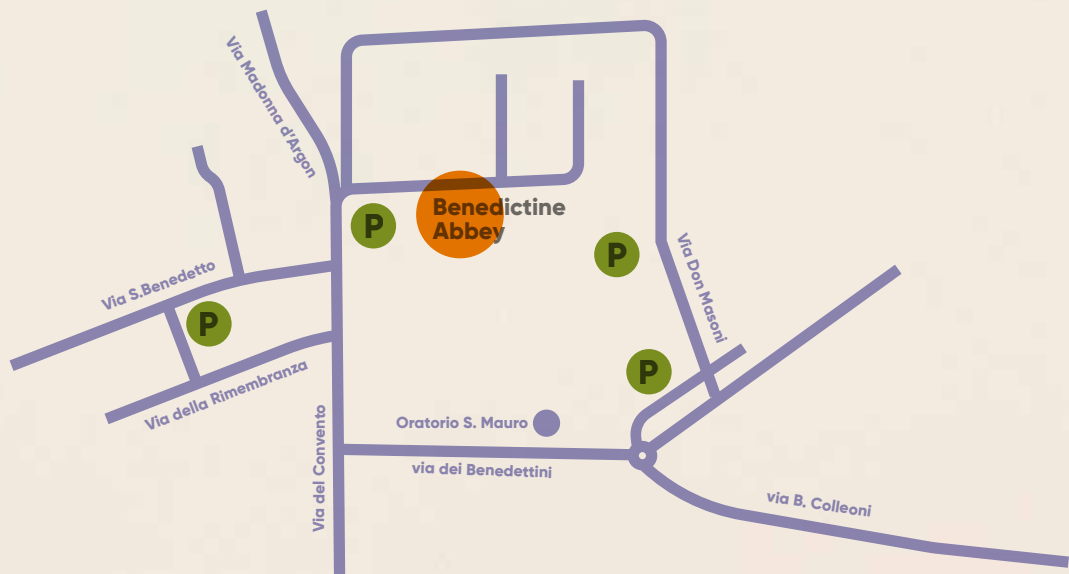 Via Madonna d'Argon
Benedictine
Abbey
P
P
Via S.Benedetto
P
Via Don Masoni
P
Via della Rimembranza
Oratorio S. Mauro
Via del Convento
via dei Benedettini
via B. Colleoni